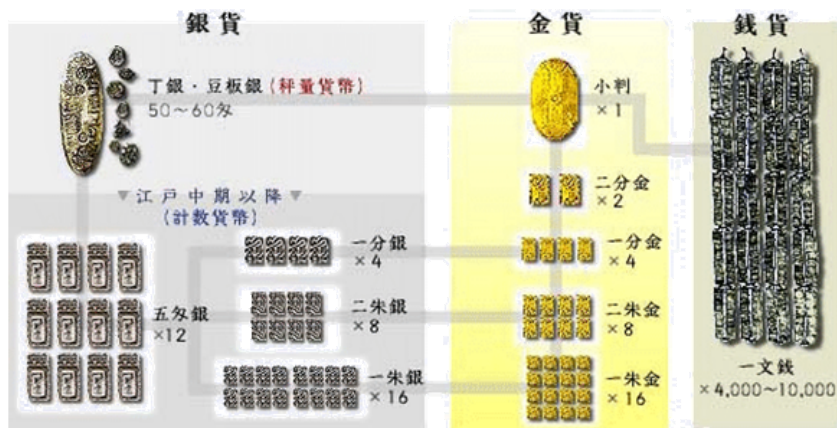 銀貨
丁銀・豆板銀(秤量貨幣)
50〜60匁
▼江戸中期以降▼
(計数貨幣)
五匁銀
×12
一分銀
×4
二朱銀
×8
一朱銀
×16
金貨
小判
×1
二分金
×2
一分金
×4
二朱金
×8
一朱金
×16
銭貨
一文銭
×4,000〜10,000